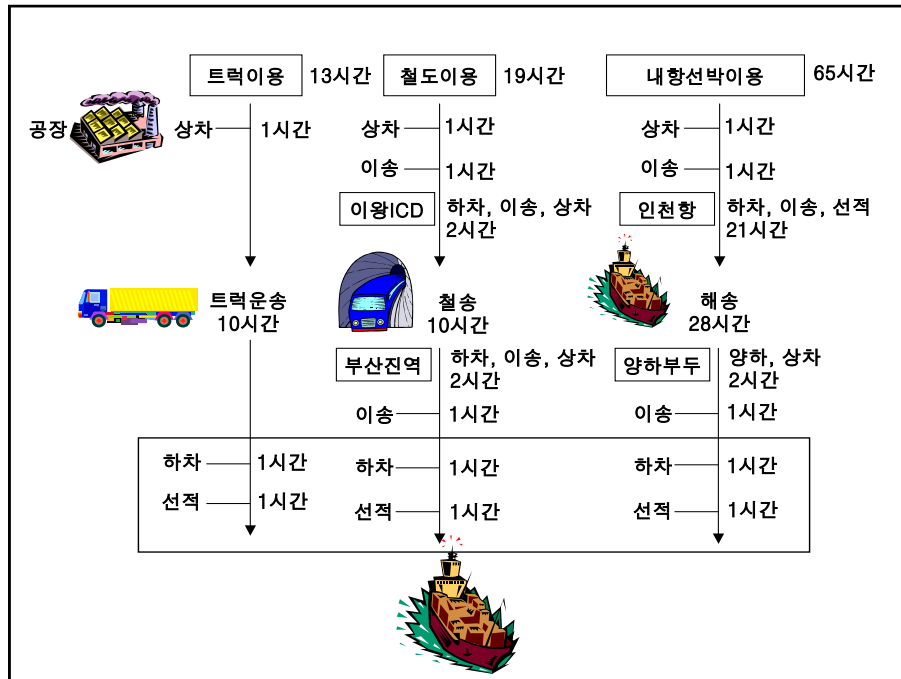 트럭이용 13시간
철도이용 19시간
내항선박이용 65시간
공장
상차 1시간
상차 1시간
상차 1시간
이송 1시간
이송 1시간
이왕ICD
하차, 이송, 상차
2시간
인천항
하차, 이송, 선적
21시간
트럭운송
10시간
철송
10시간
해송
28시간
부산진역
하차, 이송, 상차
2시간
양하부두
양하, 상차
2시간
이송 1시간
이송 1시간
하차 1시간
하차 1시간
하차 1시간
선적 1시간
선적 1시간
선적 1시간